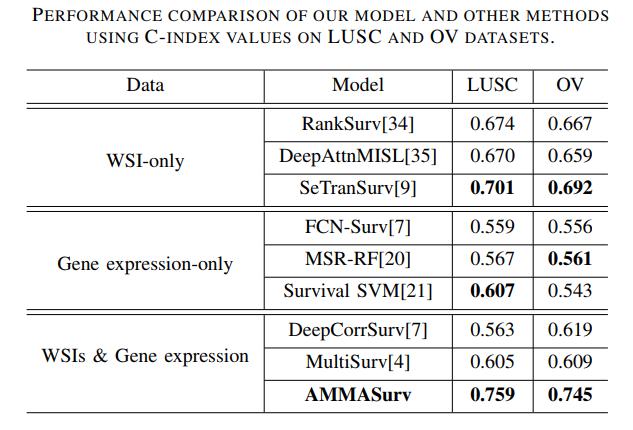 PERFORMANCE COMPARISON OF OUR MODEL AND OTHER METHODS
USING C-INDEX VALUES ON LUSC AND OV DATASETS.
Data Model LUSC OV
WSI-only
RankSurv[34] 0.674 0.667
DeepAttnMISL[35] 0.670 0.659
SeTranSurv[9] 0.701 0.692
Gene expression-only
FCN-Surv[7] 0.559 0.556
MSR-RF[20] 0.567 0.561
Survival SVM[21] 0.607 0.543
WSIs & Gene expression
DeepCorrSurv[7] 0.563 0.619
MultiSurv[4] 0.605 0.609
AMMASurv 0.759 0.745